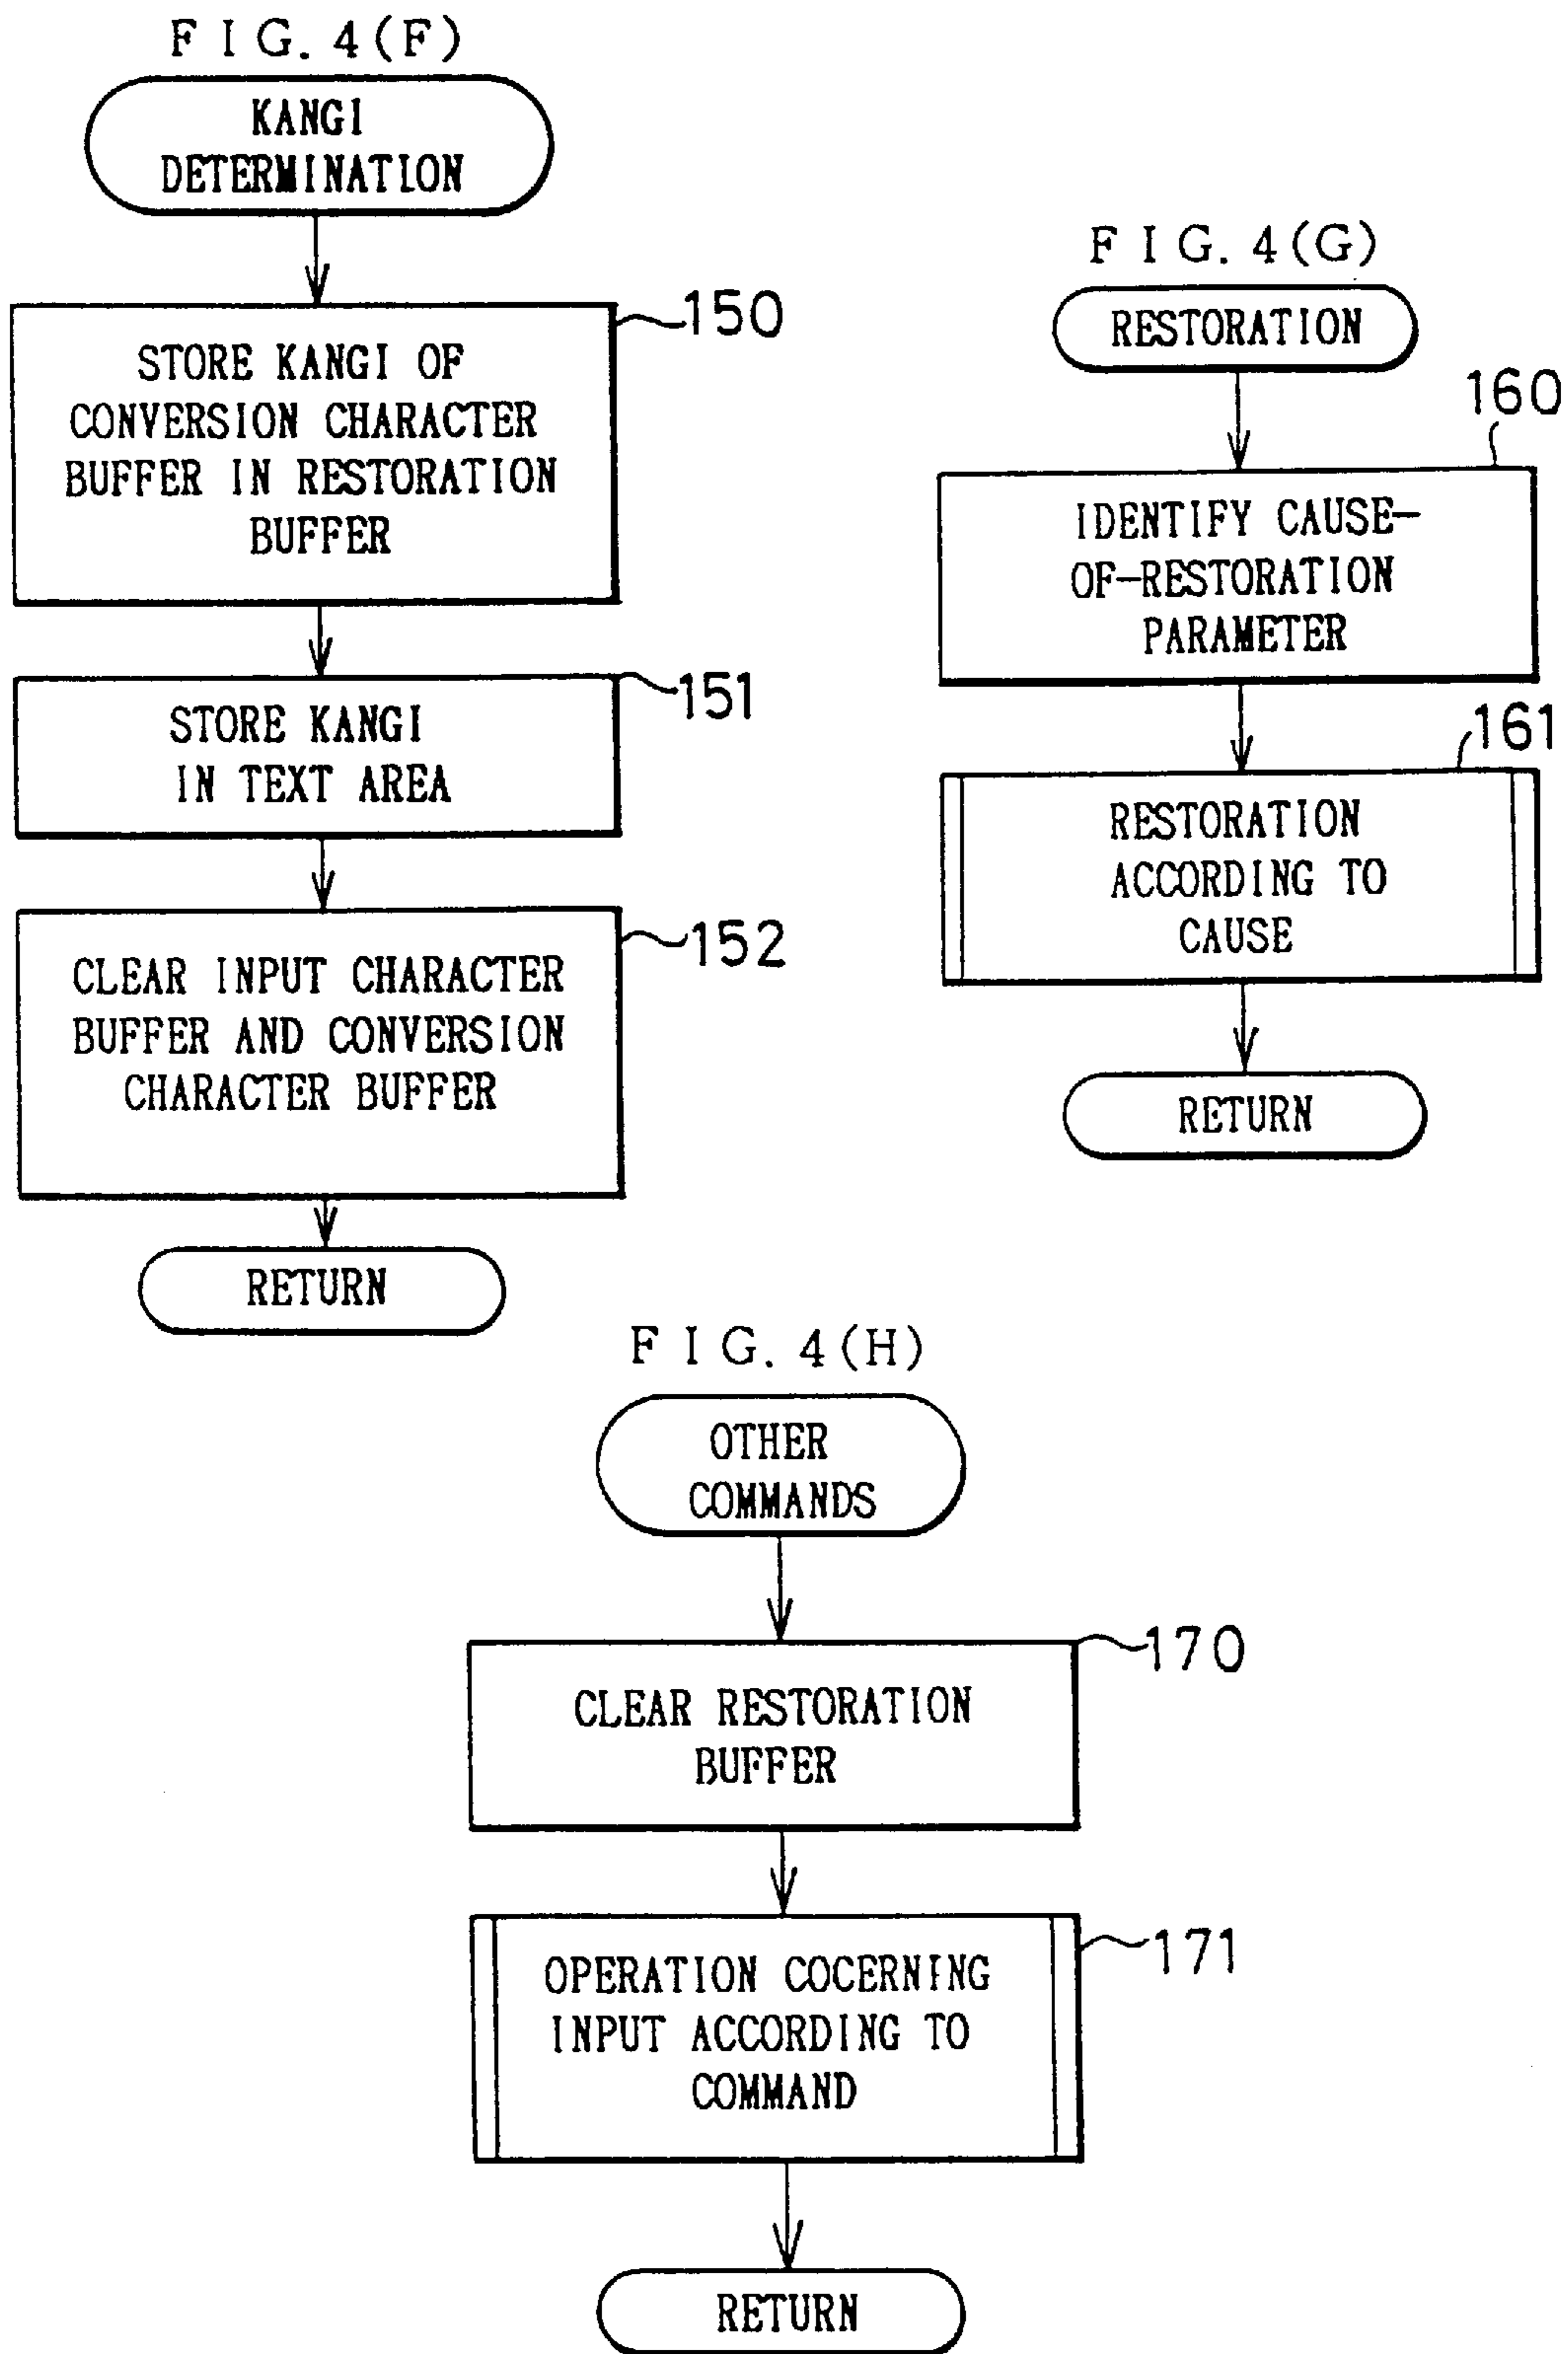 FIG. 4(F)
KANGI
DETERMINATION
150
STORE KANGI OF
CONVERSION CHARACTER
BUFFER IN RESTORATION
BUFFER
151
STORE KANGI
IN TEXT AREA
152
CLEAR INPUT CHARACTER
BUFFER AND CONVERSION
CHARACTER BUFFER
RETURN
FIG. 4(G)
RESTORATION
160
IDENTIFY CAUSE-
OF-RESTORATION
PARAMETER
161
RESTORATION
ACCORDING TO
CAUSE
RETURN
FIG. 4(H)
OTHER
COMMANDS
170
CLEAR RESTORATION
BUFFER
171
OPERATION COCERNING
INPUT ACCORDING TO
COMMAND
RETURN